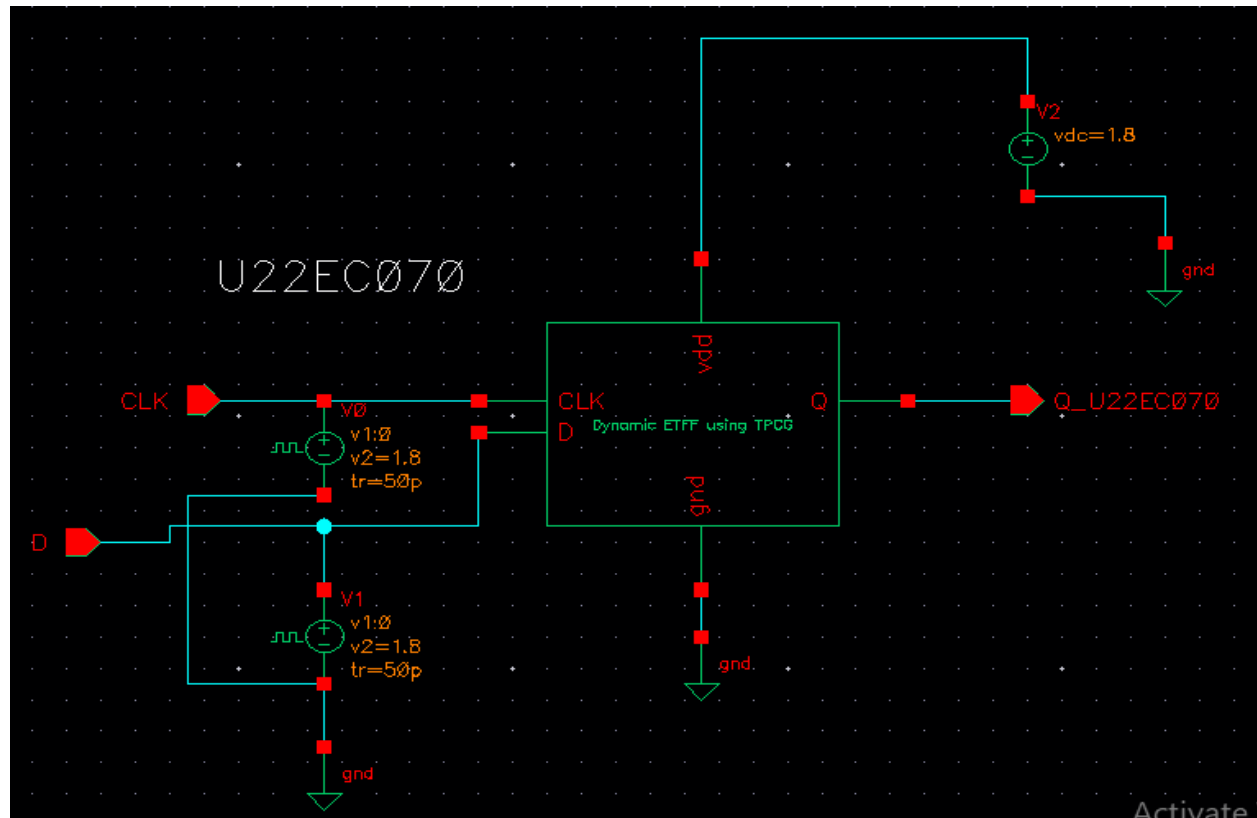 V2
vdc=1.8
gnd
U22EC070
vdd
CLK
V0
v1:0
v2=1.8
tr=50p
CLK
D
Dynamic ETFF using TPCG
Q
Q_U22EC070
gnd
D
V1
v1:0
v2=1.8
tr=50p
gnd
gnd
Activate